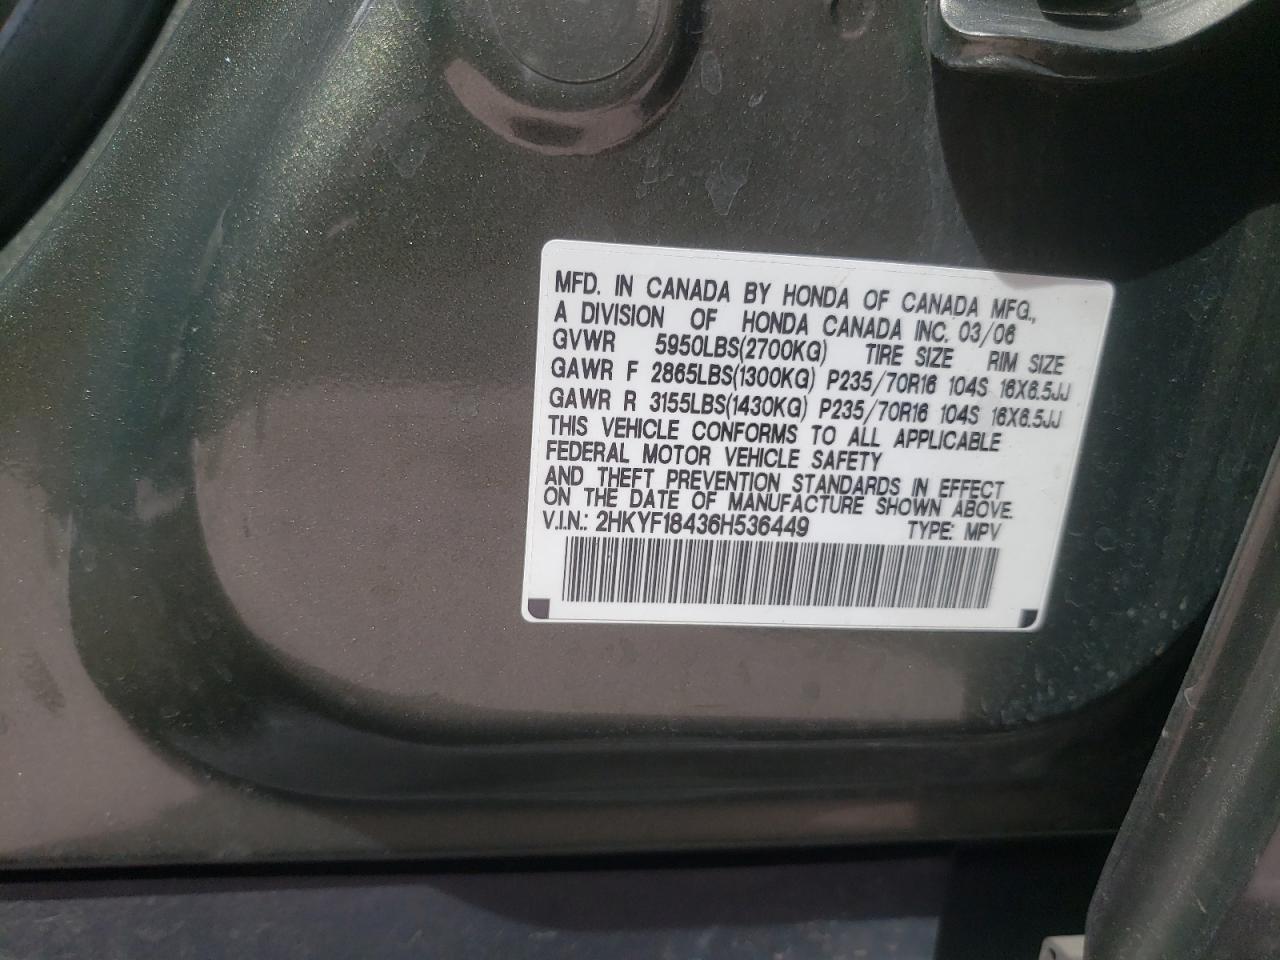 MFD. IN CANADA BY HONDA OF CANADA MFG.,
A DIVISION OF HONDA CANADA INC. 03/06
GVWR 5950LBS(2700KG) TIRE SIZE RIM SIZE
GAWR F 2865LBS(1300KG) P235/70R16 104S 16X6.5JJ
GAWR R 3155LBS(1430KG) P235/70R16 104S 16X6.5JJ
THIS VEHICLE CONFORMS TO ALL APPLICABLE
FEDERAL MOTOR VEHICLE SAFETY
AND THEFT PREVENTION STANDARDS IN EFFECT
ON THE DATE OF MANUFACTURE SHOWN ABOVE.
V.I.N.: 2HKYF18436H536449 TYPE: MPV